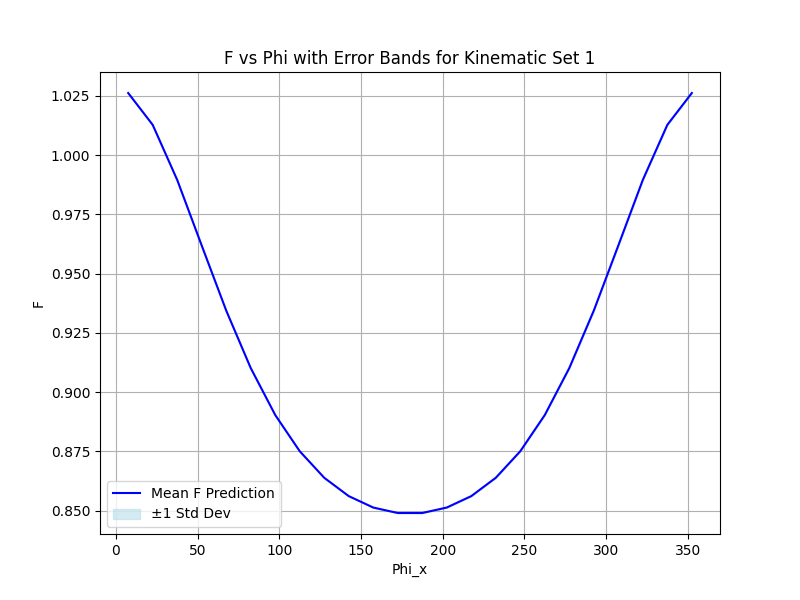 F vs Phi with Error Bands for Kinematic Set 1
1.025
1.000
0.975
0.950
0.925
0.900
0.875
0.850
F
Mean F Prediction
±1 Std Dev
0 50 100 150 200 250 300 350
Phi_x